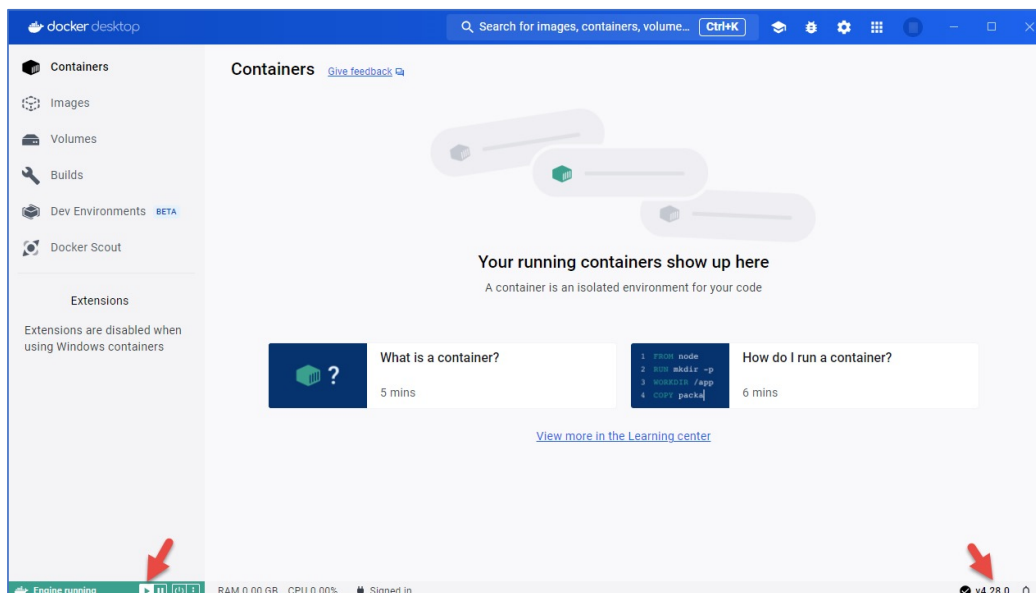 docker desktop
Search for images, containers, volume... Ctrl+K
Containers
Images
Volumes
Builds
Dev Environments BETA
Docker Scout
Extensions
Extensions are disabled when
using Windows containers
Containers Give feedback
Your running containers show up here
A container is an isolated environment for your code
?
What is a container?
5 mins
1 FROM node
2 RUN mkdir -p
3 WORKDIR /app
4 COPY packa
How do I run a container?
6 mins
View more in the Learning center
Engine running
RAM 0.00 GB CPU 0.00% Signed in
v4.28.0